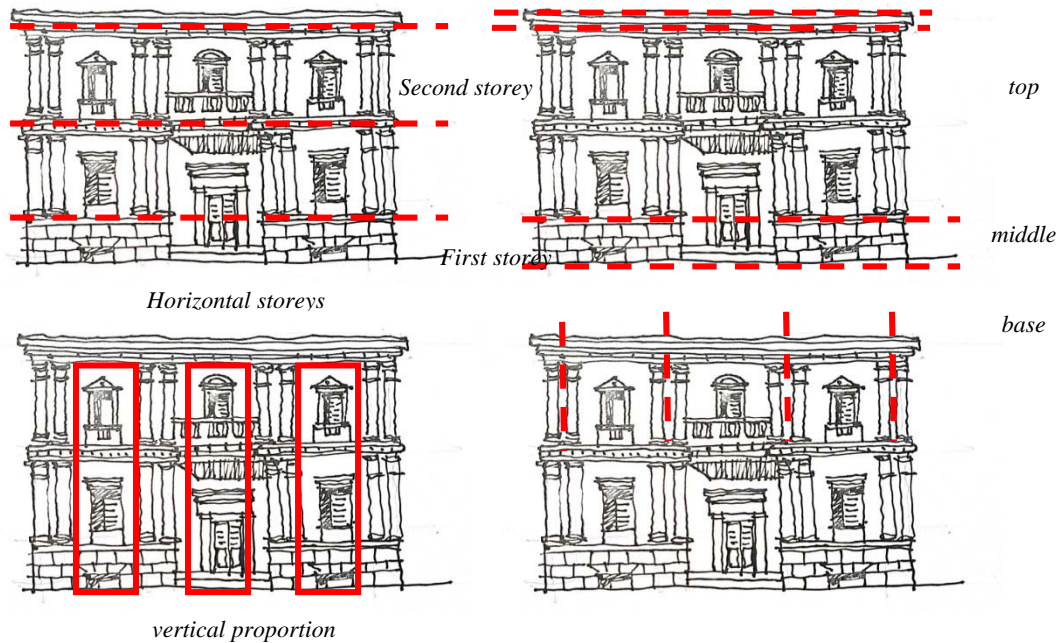 Second storey
top
middle
First storey
Horizontal storeys
base
vertical proportion